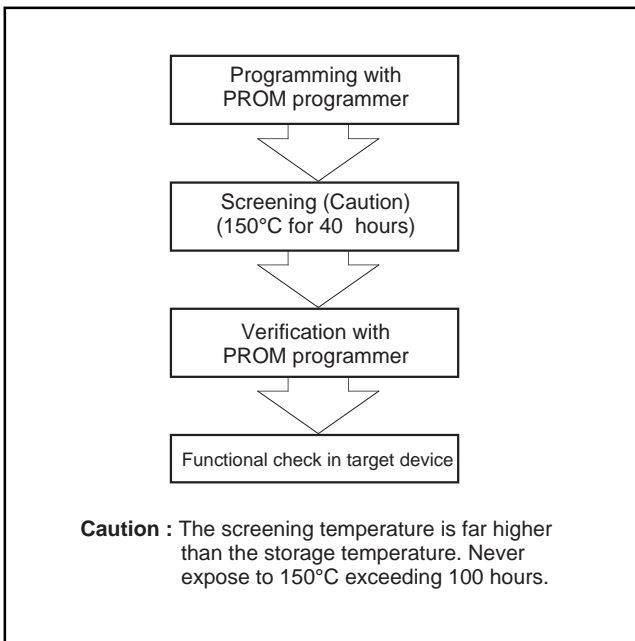 Programming with
PROM programmer
Screening (Caution)
(150°C for 40 hours)
Verification with
PROM programmer
Functional check in target device
Caution : The screening temperature is far higher
than the storage temperature. Never
expose to 150°C exceeding 100 hours.